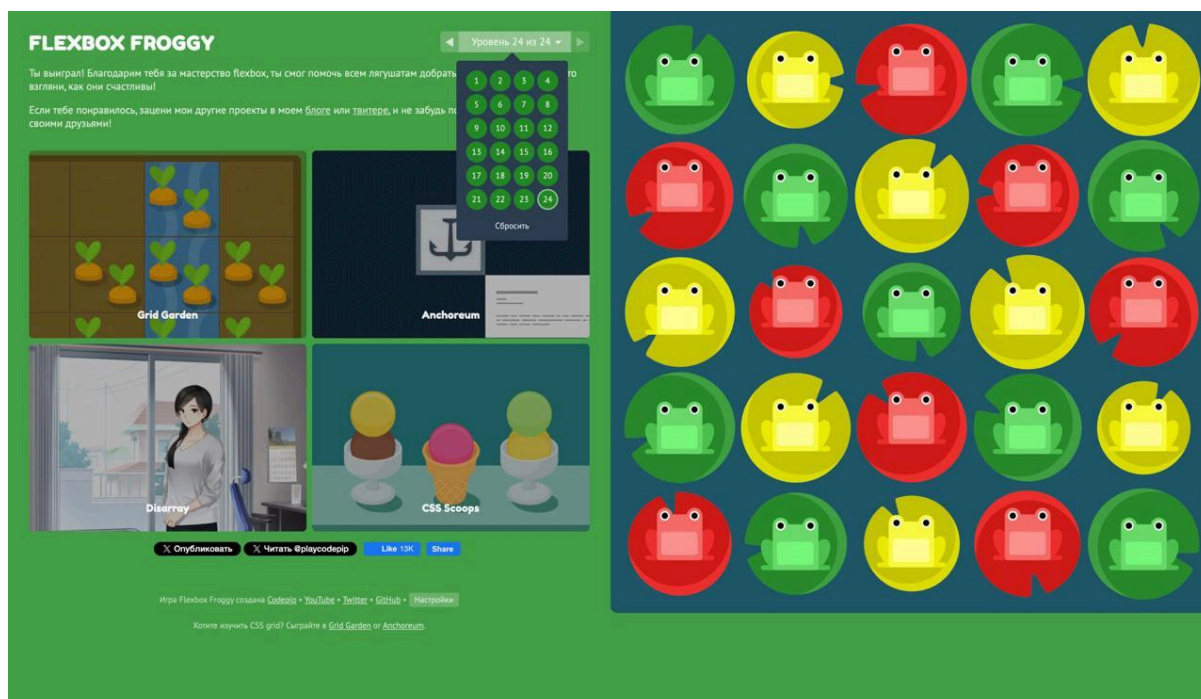 FLEXBOX FROGGY
Уровень 24 из 24
Ты выиграл! Благодарим тебя за мастерство flexbox, ты смог помочь всем лягушатам добрать
взгляни, как они счастливы!
Если тебе понравилось, зацени мои другие проекты в моем блоге или твитере, и не забудь по
своими друзьями!
1 2 3 4
5 6 7 8
9 10 11 12
13 14 15 16
17 18 19 20
21 22 23 24
Сбросить
Grid Garden
Anchoreum
Disarray
CSS Scoops
Опубликовать
Читать @playcodepip
Like 13K
Share
Игра Flexbox Froggy создана Codepip • YouTube • Twitter • GitHub • Настройки
Хотите изучить CSS grid? Сыграйте в Grid Garden or Anchoreum.